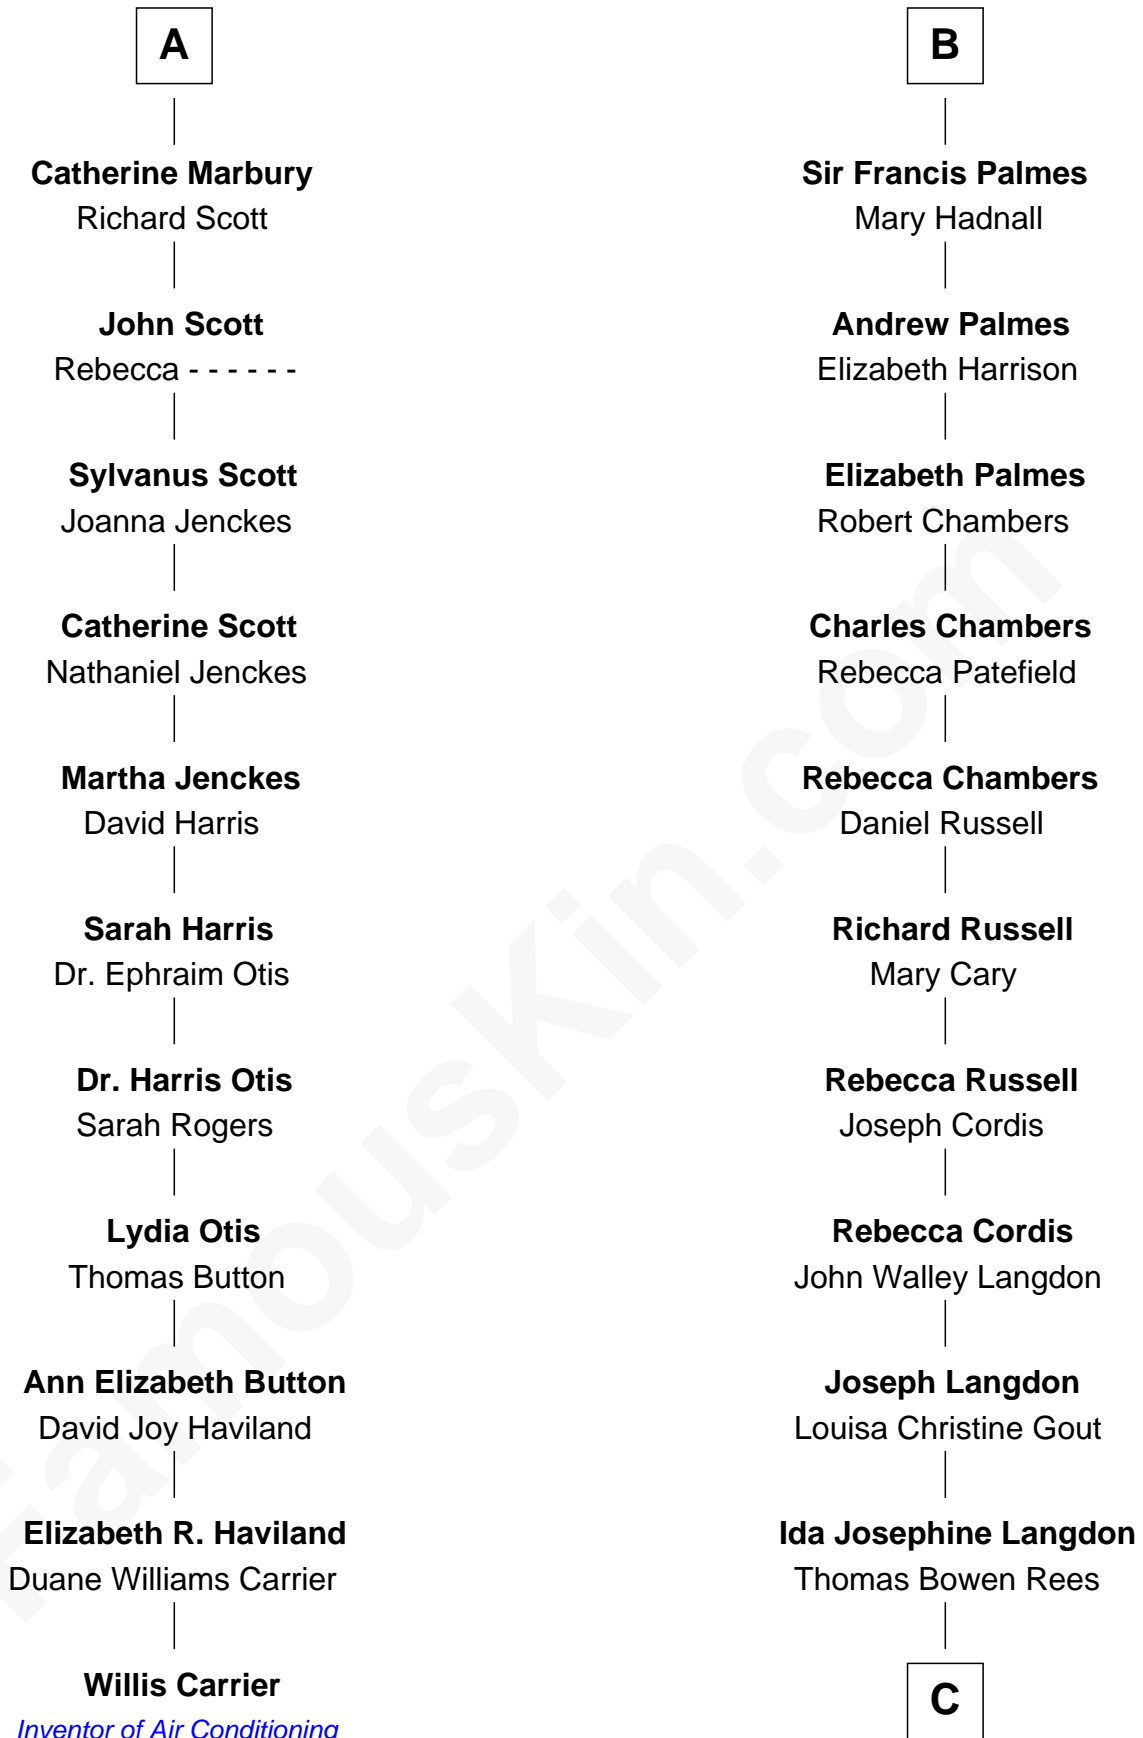 A
Catherine Marbury
Richard Scott
John Scott
Rebecca - - - - - -
Sylvanus Scott
Joanna Jenckes
Catherine Scott
Nathaniel Jenckes
Martha Jenckes
David Harris
Sarah Harris
Dr. Ephraim Otis
Dr. Harris Otis
Sarah Rogers
Lydia Otis
Thomas Button
Ann Elizabeth Button
David Joy Haviland
Elizabeth R. Haviland
Duane Williams Carrier
Willis Carrier
Inventor of Air Conditioning
B
Sir Francis Palmes
Mary Hadnall
Andrew Palmes
Elizabeth Harrison
Elizabeth Palmes
Robert Chambers
Charles Chambers
Rebecca Patefield
Rebecca Chambers
Daniel Russell
Richard Russell
Mary Cary
Rebecca Russell
Joseph Cordis
Rebecca Cordis
John Walley Langdon
Joseph Langdon
Louisa Christine Gout
Ida Josephine Langdon
Thomas Bowen Rees
C
FamousKin.com